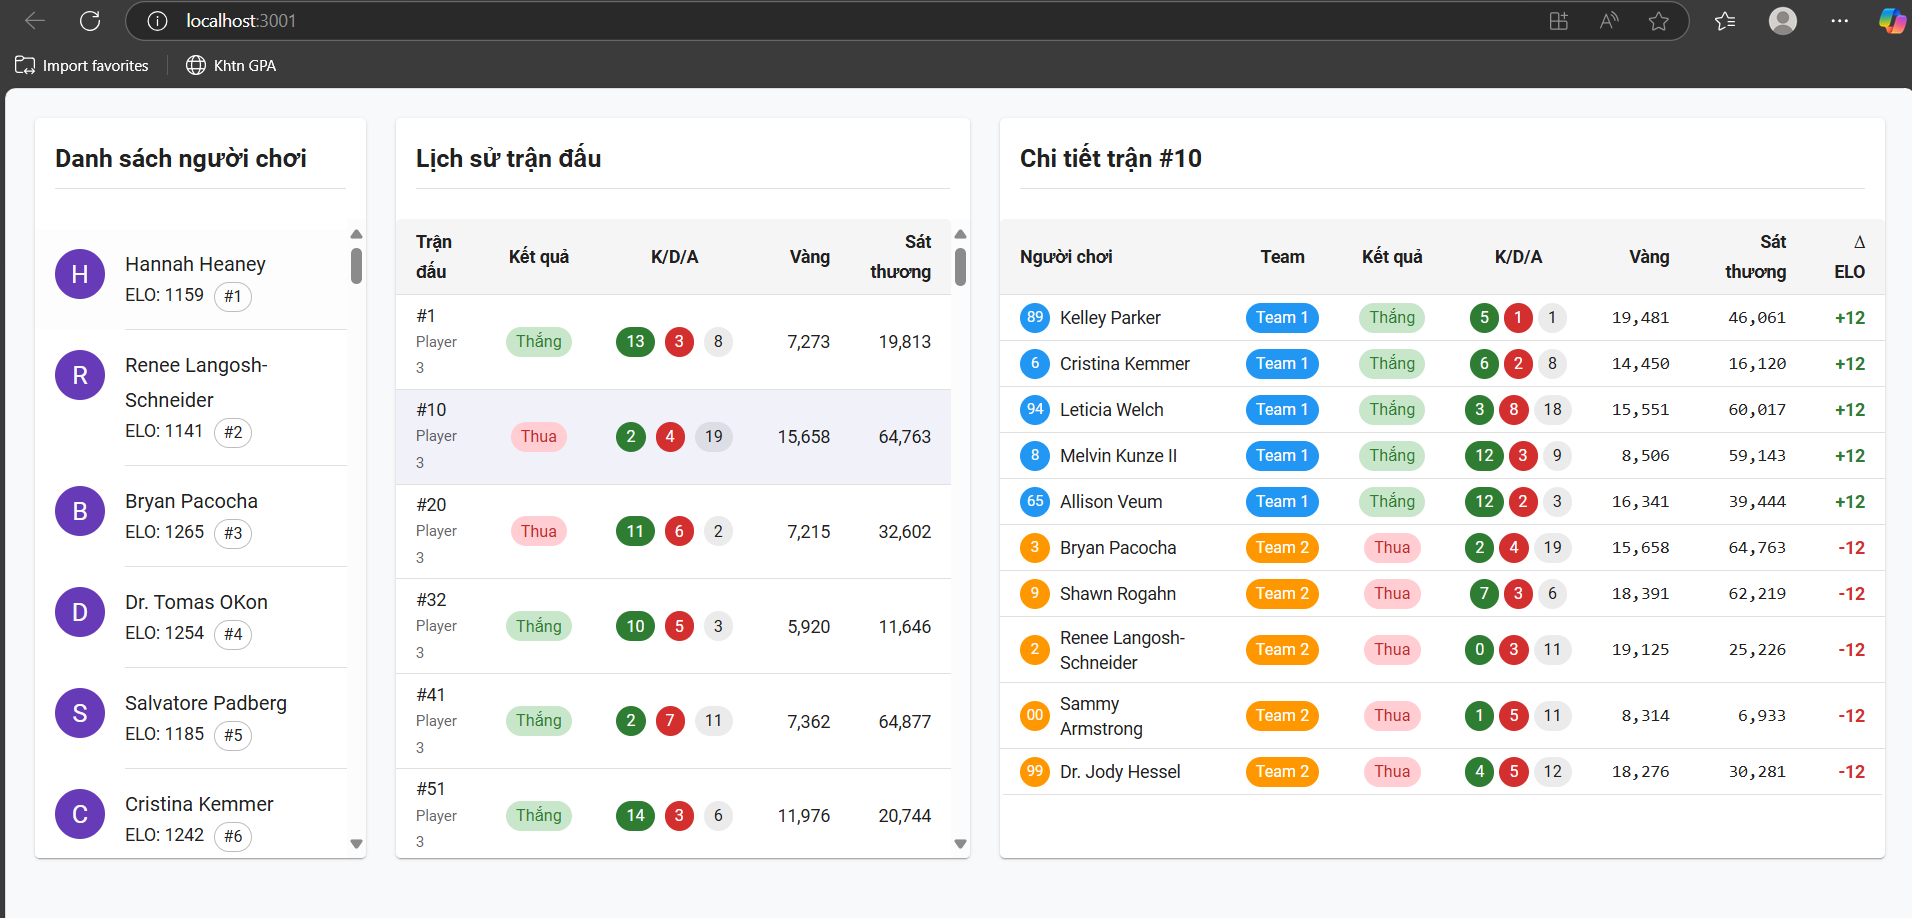 localhost:3001
Import favorites
Khtn GPA
Danh sách người chơi
H
Hannah Heaney
ELO: 1159 #1
R
Renee Langosh-
Schneider
ELO: 1141 #2
B
Bryan Pacocha
ELO: 1265 #3
D
Dr. Tomas OKon
ELO: 1254 #4
S
Salvatore Padberg
ELO: 1185 #5
C
Cristina Kemmer
ELO: 1242 #6
Lịch sử trận đấu
Trận đấu Kết quả K/D/A Vàng Sát thương
#1
Player
3
Thắng 13 3 8 7,273 19,813
#10
Player
3
Thua 2 4 19 15,658 64,763
#20
Player
3
Thua 11 6 2 7,215 32,602
#32
Player
3
Thắng 10 5 3 5,920 11,646
#41
Player
3
Thắng 2 7 11 7,362 64,877
#51
Player
3
Thắng 14 3 6 11,976 20,744
Chi tiết trận #10
Người chơi Team Kết quả K/D/A Vàng Sát thương Δ ELO
89 Kelley Parker Team 1 Thắng 5 1 1 19,481 46,061 +12
6 Cristina Kemmer Team 1 Thắng 6 2 8 14,450 16,120 +12
94 Leticia Welch Team 1 Thắng 3 8 18 15,551 60,017 +12
8 Melvin Kunze II Team 1 Thắng 12 3 9 8,506 59,143 +12
65 Allison Veum Team 1 Thắng 12 2 3 16,341 39,444 +12
3 Bryan Pacocha Team 2 Thua 2 4 19 15,658 64,763 -12
9 Shawn Rogahn Team 2 Thua 7 3 6 18,391 62,219 -12
2 Renee Langosh-
Schneider Team 2 Thua 0 3 11 19,125 25,226 -12
00 Sammy
Armstrong Team 2 Thua 1 5 11 8,314 6,933 -12
99 Dr. Jody Hessel Team 2 Thua 4 5 12 18,276 30,281 -12